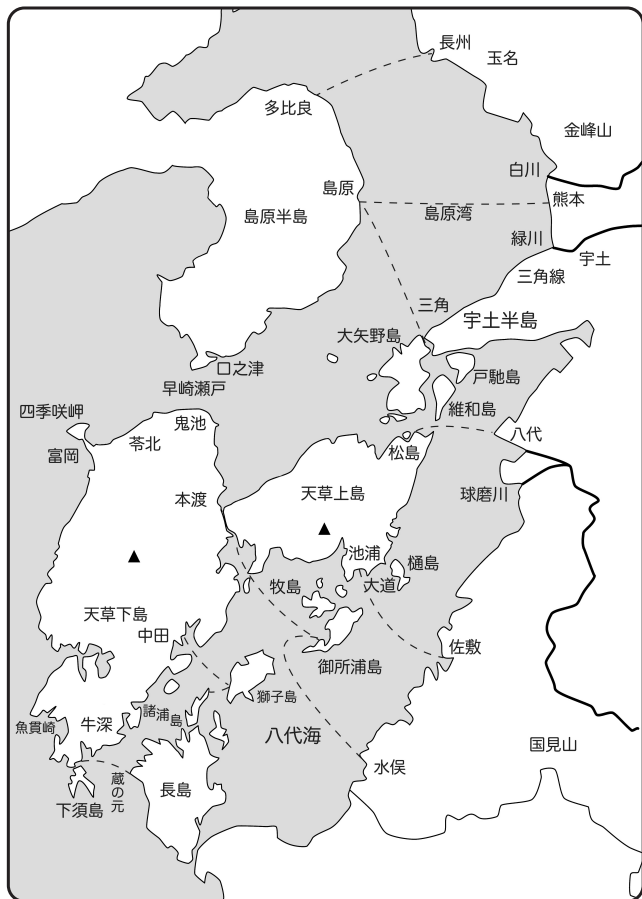 長州
玉名
多比良
金峰山
白川
島原
熊本
島原半島
島原湾
緑川
宇土
三角線
三角
宇土半島
大矢野島
口之津
戸馳島
早崎瀬戸
維和島
四季咲岬
鬼池
苓北
富岡
松島
八代
天草上島
球磨川
本渡
池浦
樋島
牧島
大道
天草下島
中田
佐敷
御所浦島
獅子島
諸浦島
魚貫崎
牛深
八代海
国見山
水俣
蔵の元
長島
下須島